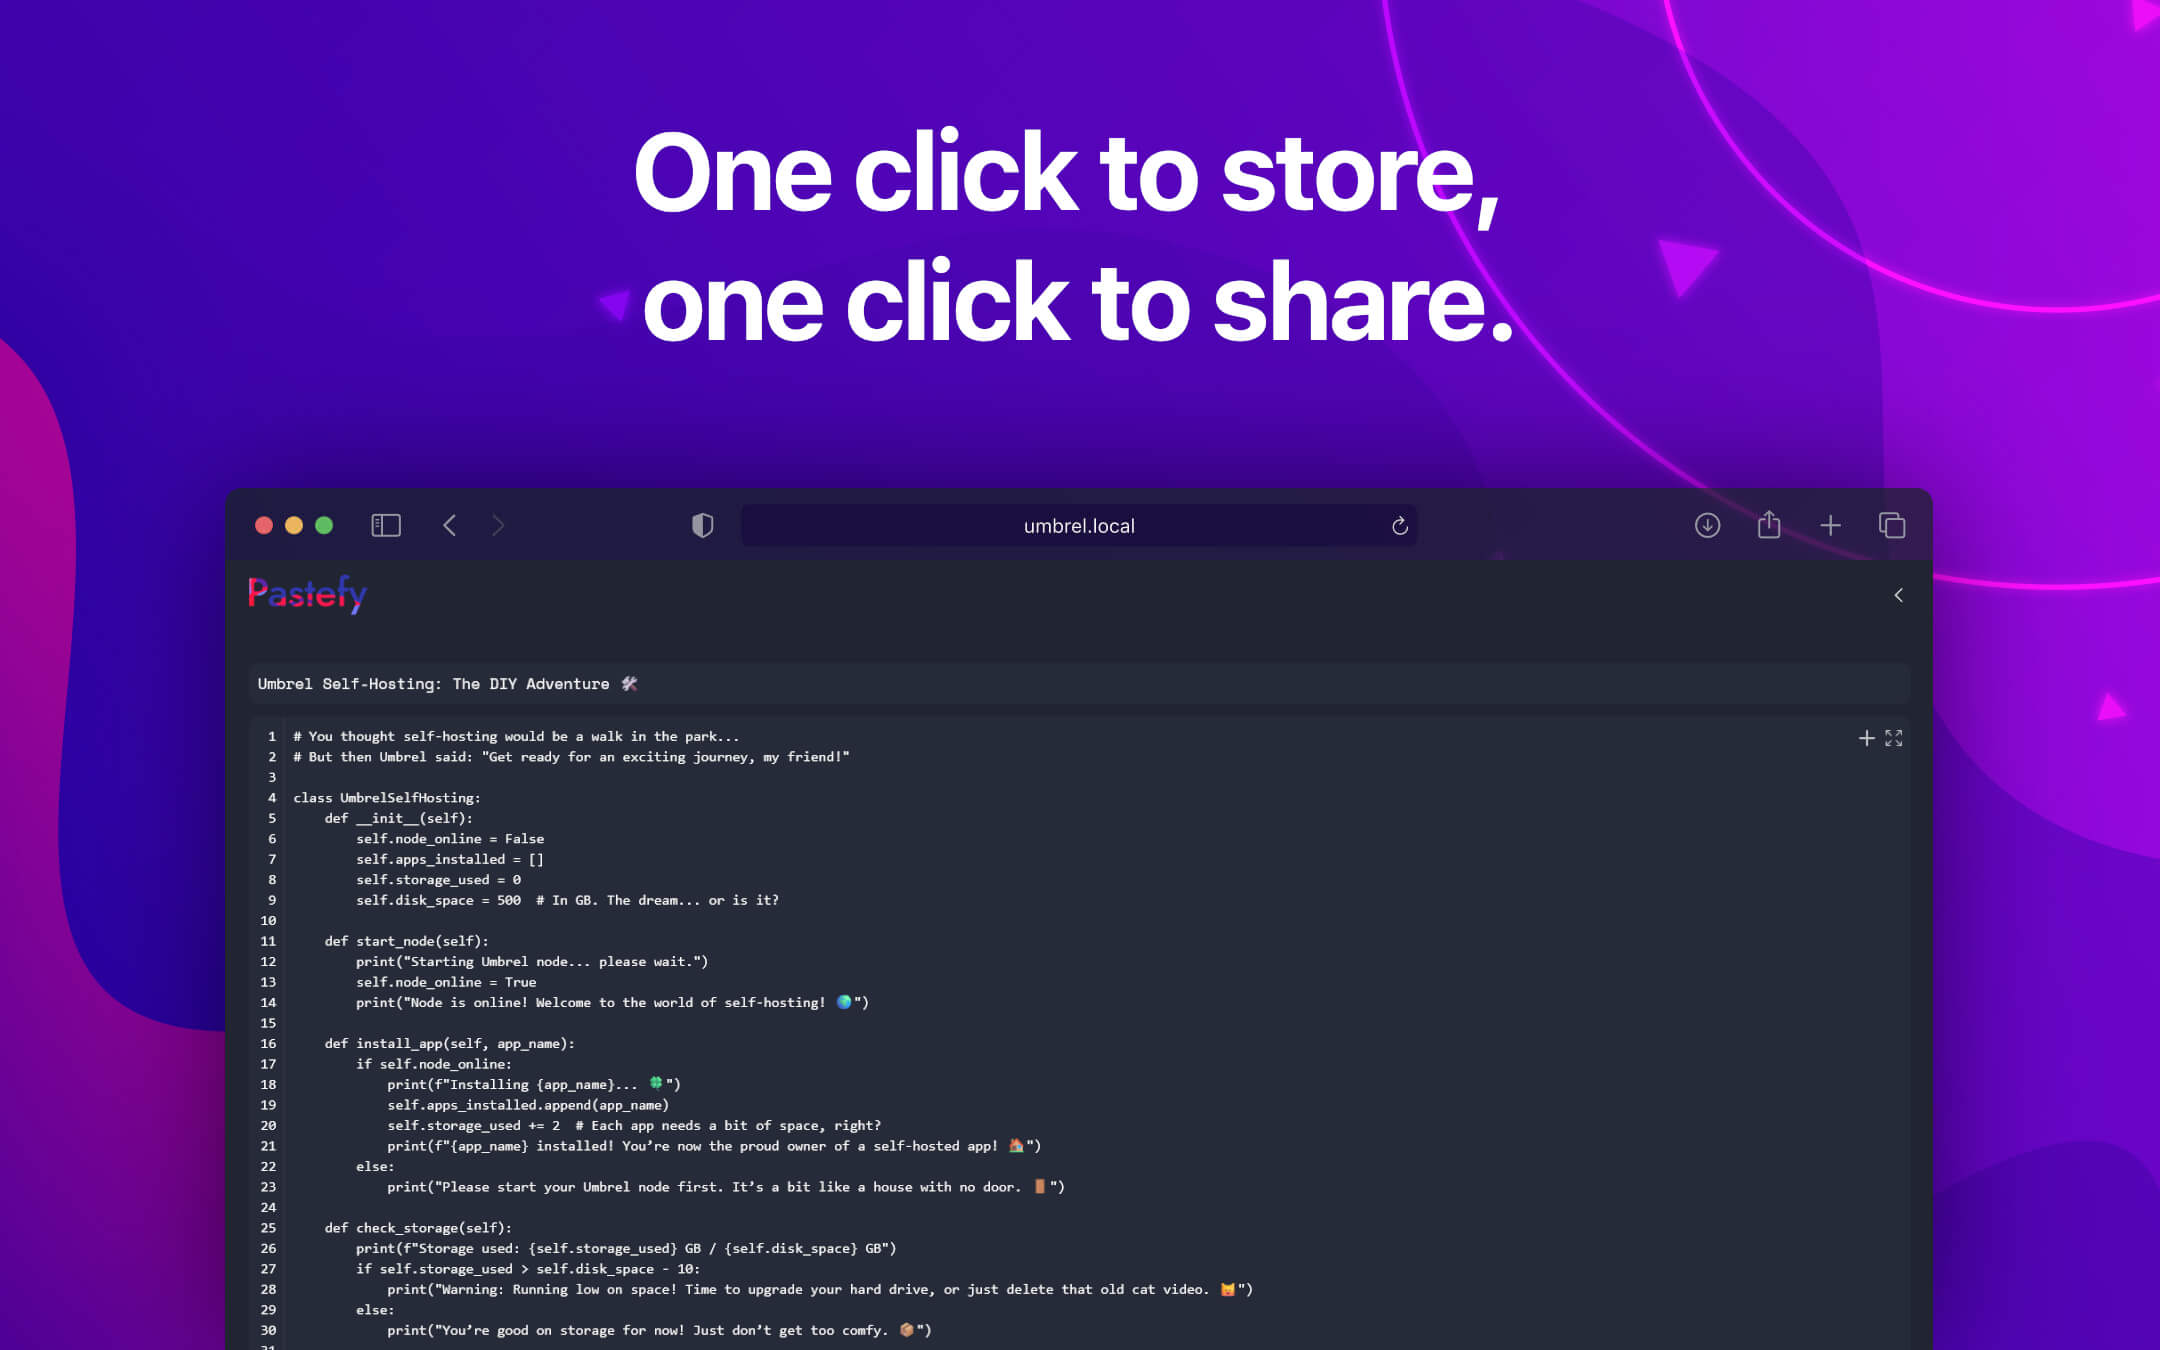 One click to store,
one click to share.
umbrel.local
Pastefy
Umbrel Self-Hosting: The DIY Adventure 🛠️
1 # You thought self-hosting would be a walk in the park...
2 # But then Umbrel said: "Get ready for an exciting journey, my friend!"
3
4 class UmbrelSelfHosting:
5     def __init__(self):
6         self.node_online = False
7         self.apps_installed = []
8         self.storage_used = 0
9         self.disk_space = 500  # In GB. The dream... or is it?
10
11     def start_node(self):
12         print("Starting Umbrel node... please wait.")
13         self.node_online = True
14         print("Node is online! Welcome to the world of self-hosting! 🌎")
15
16     def install_app(self, app_name):
17         if self.node_online:
18             print(f"Installing {app_name}... 🍀")
19             self.apps_installed.append(app_name)
20             self.storage_used += 2  # Each app needs a bit of space, right?
21             print(f"{app_name} installed! You’re now the proud owner of a self-hosted app! 🏠")
22         else:
23             print("Please start your Umbrel node first. It’s a bit like a house with no door. 🚪")
24
25     def check_storage(self):
26         print(f"Storage used: {self.storage_used} GB / {self.disk_space} GB")
27         if self.storage_used > self.disk_space - 10:
28             print("Warning: Running low on space! Time to upgrade your hard drive, or just delete that old cat video. 😺")
29         else:
30             print("You’re good on storage for now! Just don’t get too comfy. 📦")
31